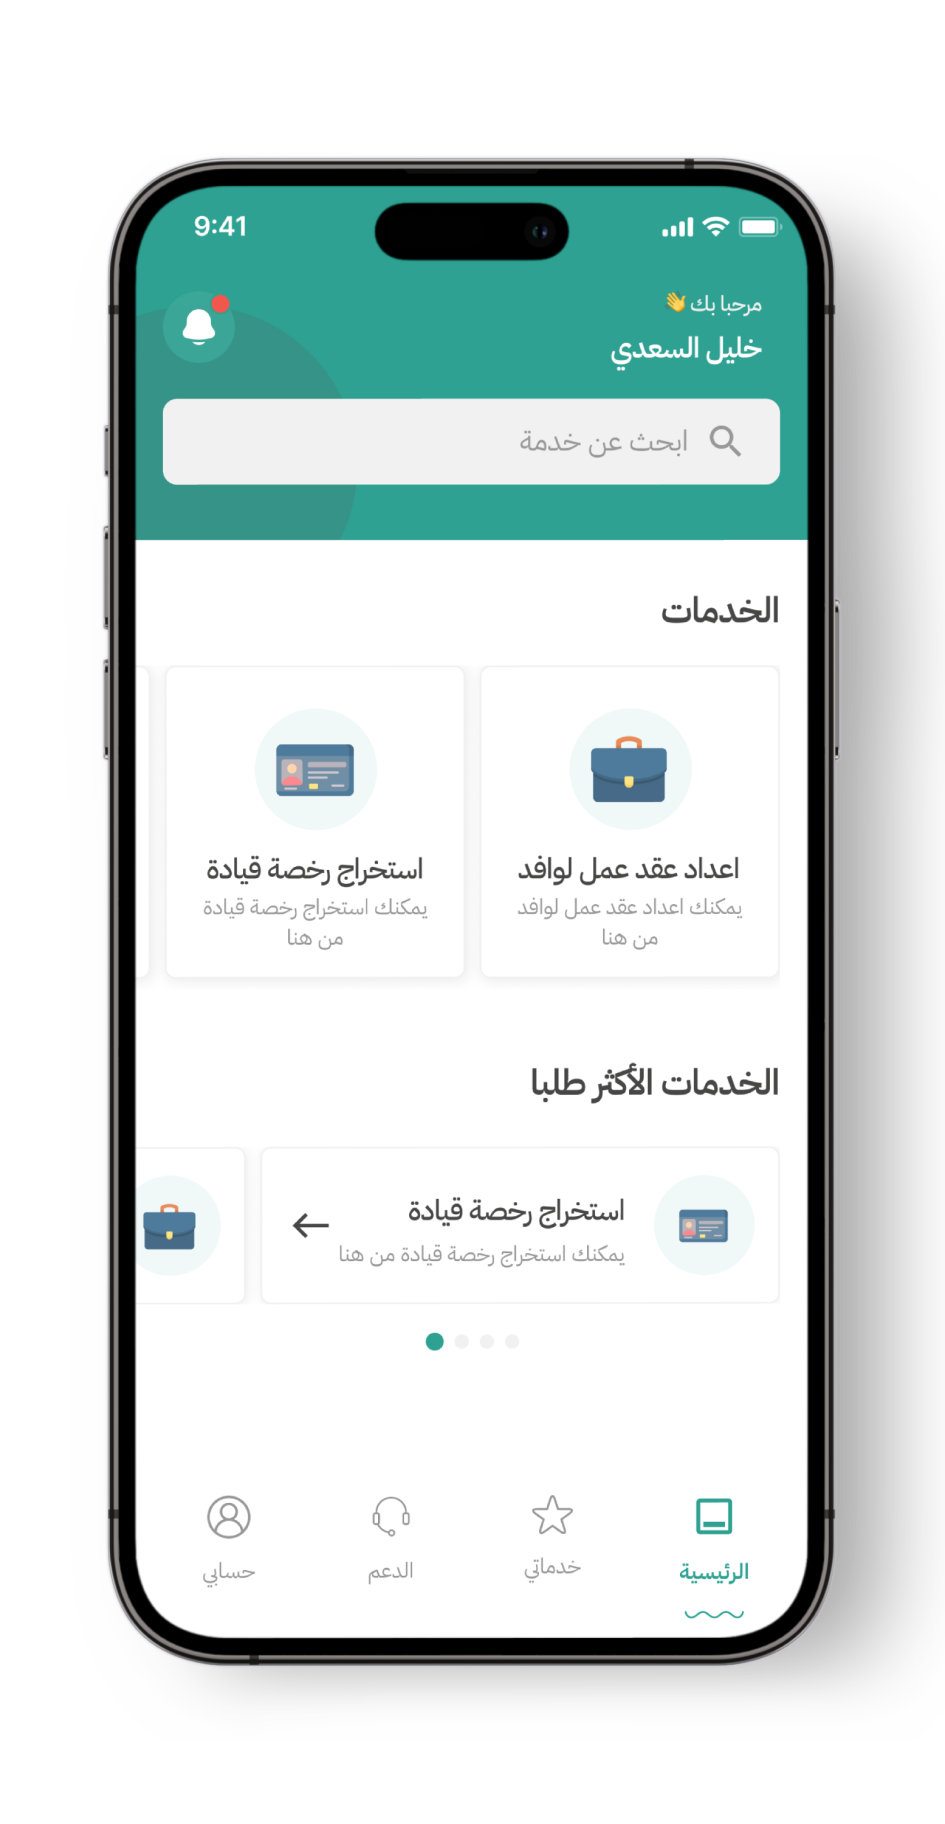 9:41
مرحبا بك 👋
خليل السعدي
ابحث عن خدمة
الخدمات
اعداد عقد عمل لوافد
يمكنك اعداد عقد عمل لوافد
من هنا
استخراج رخصة قيادة
يمكنك استخراج رخصة قيادة
من هنا
الخدمات الأكثر طلبا
استخراج رخصة قيادة
يمكنك استخراج رخصة قيادة من هنا
الرئيسية
خدماتي
الدعم
حسابي